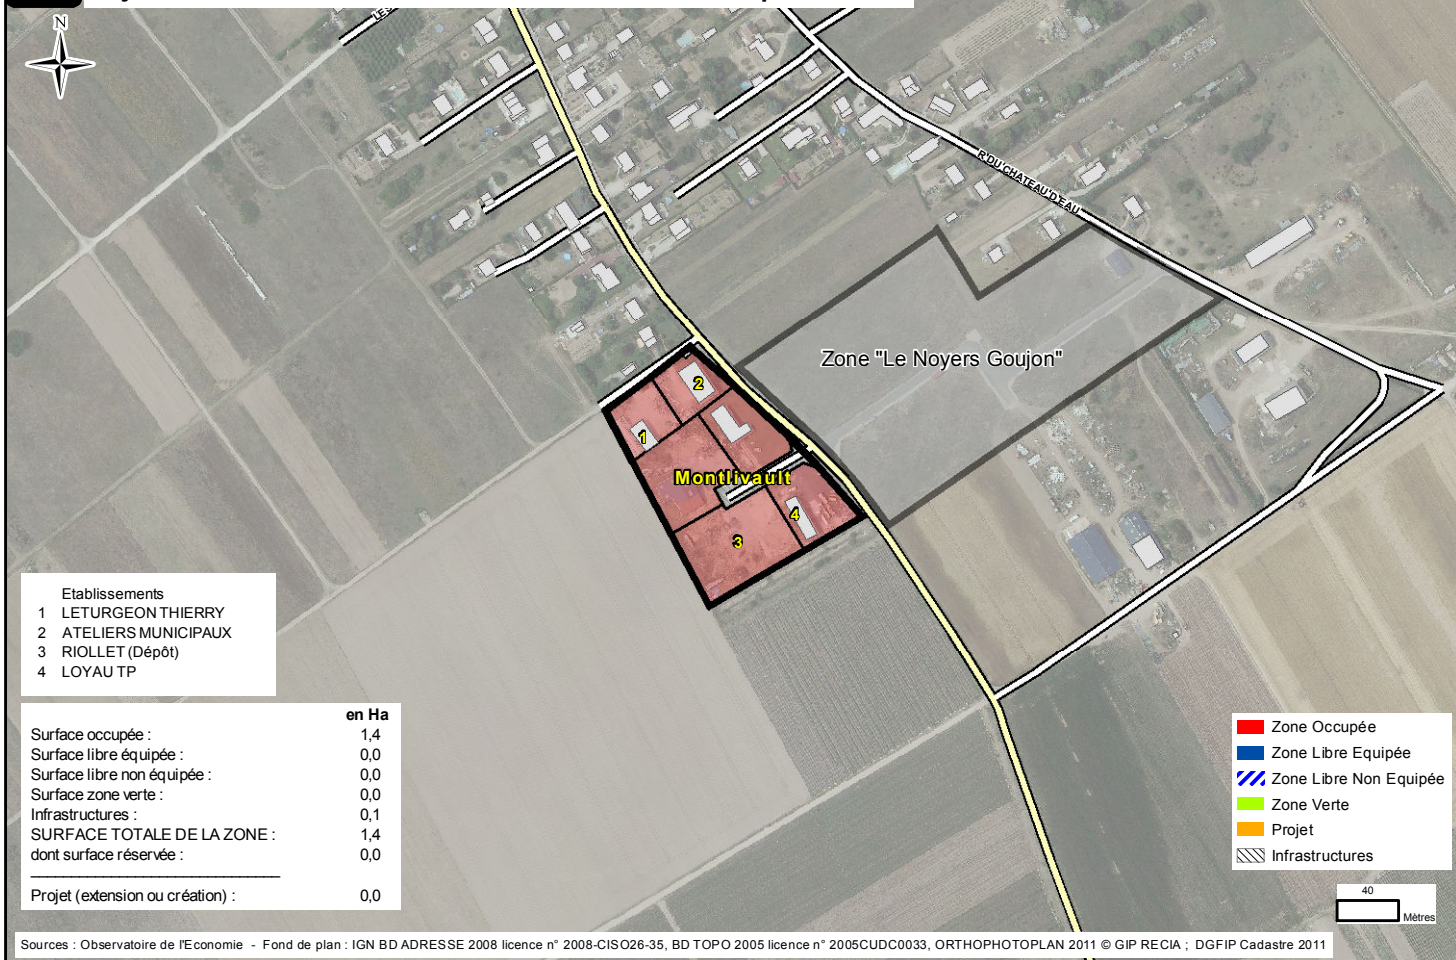 N
LES
R DU CHATEAU D'EAU
Zone "Le Noyers Goujon"
2
1
Montlivault
4
3
Etablissements
1 LETURGEON THIERRY
2 ATELIERS MUNICIPAUX
3 RIOLLET (Dépôt)
4 LOYAU TP
en Ha
Surface occupée : 1,4
Surface libre équipée : 0,0
Surface libre non équipée : 0,0
Surface zone verte : 0,0
Infrastructures : 0,1
SURFACE TOTALE DE LA ZONE : 1,4
dont surface réservée : 0,0
Projet (extension ou création) : 0,0
Zone Occupée
Zone Libre Equipée
Zone Libre Non Equipée
Zone Verte
Projet
Infrastructures
40
Mètres
Sources : Observatoire de l'Economie - Fond de plan : IGN BD ADRESSE 2008 licence n° 2008-CISO26-35, BD TOPO 2005 licence n° 2005CUDC0033, ORTHOPHOTOPLAN 2011 © GIP RECIA ; DGFIP Cadastre 2011